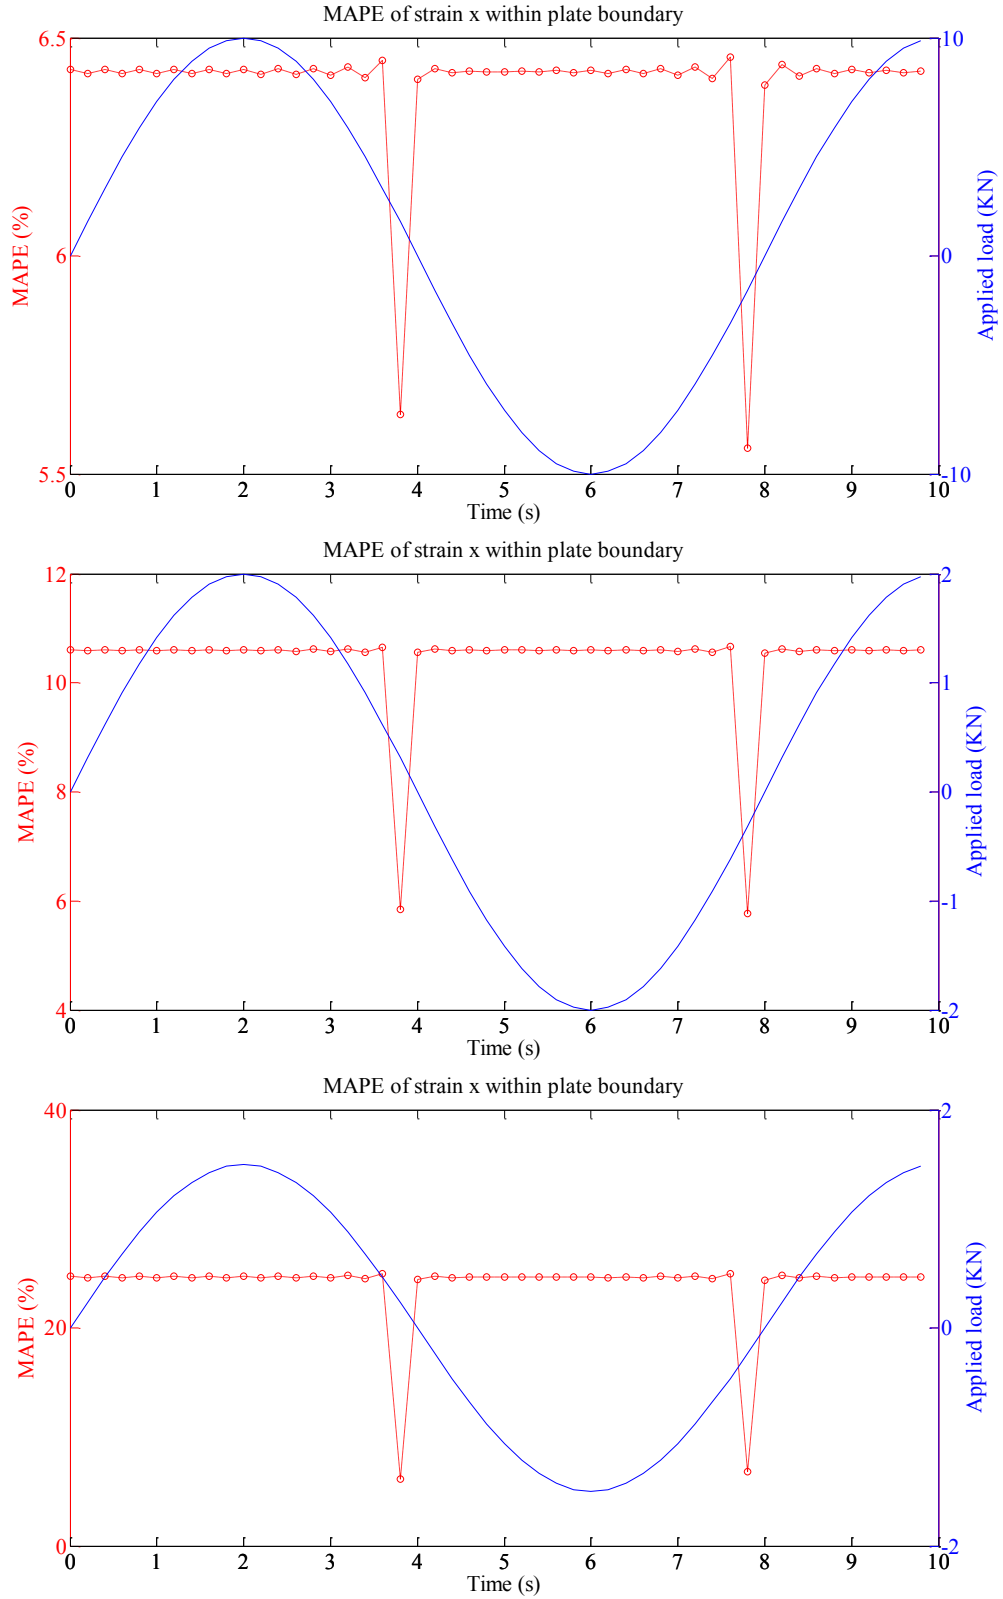 MAPE of strain x within plate boundary
6.5
10
MAPE (%)
6
0
Applied load (KN)
5.5
-10
0 1 2 3 4 5 6 7 8 9 10
Time (s)
MAPE of strain x within plate boundary
12
2
10
1
MAPE (%)
8
0
Applied load (KN)
6
-1
4
-2
0 1 2 3 4 5 6 7 8 9 10
Time (s)
MAPE of strain x within plate boundary
40
2
MAPE (%)
20
0
Applied load (KN)
0
-2
0 1 2 3 4 5 6 7 8 9 10
Time (s)